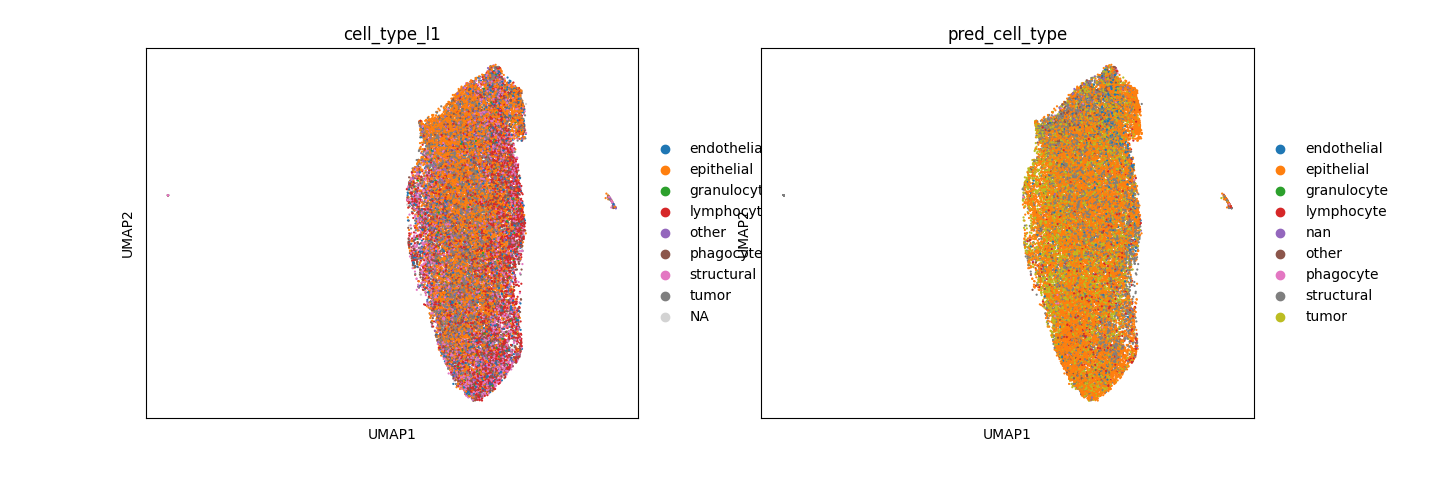 cell_type_l1
UMAP2
UMAP1
endothelia
epithelial
granulocyt
lymphocyt
other
phagocyte
structural
tumor
NA
pred_cell_type
UMAP2
UMAP1
endothelial
epithelial
granulocyte
lymphocyte
nan
other
phagocyte
structural
tumor